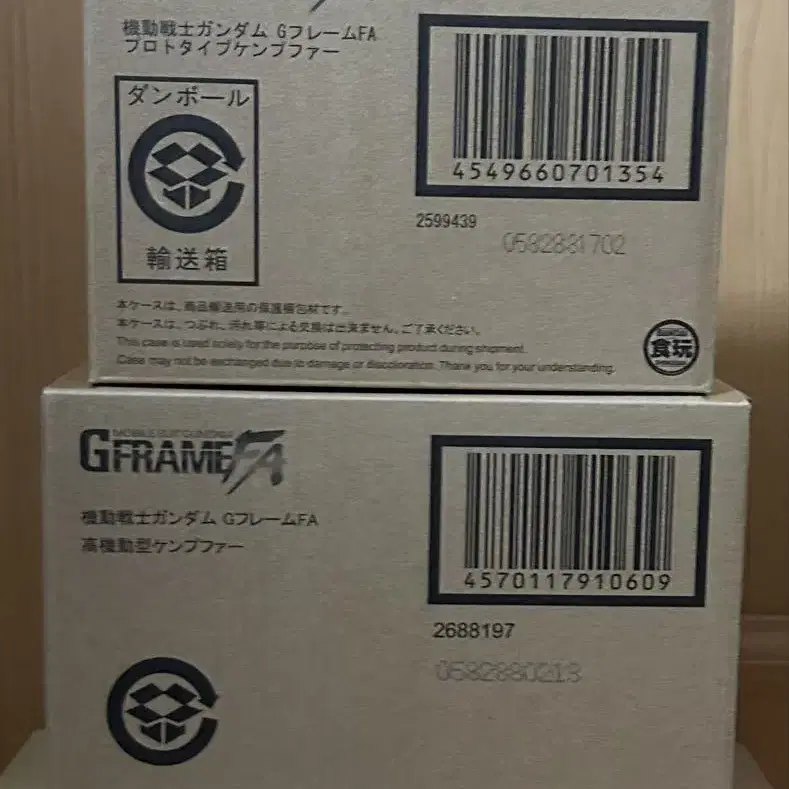 機動戦士ガンダム GフレームFA
プロトタイプケンプファー
ダンボール
輸送箱
4549660701354
2599439
0582881702
本ケースは、商品輸送用の保護梱包材です。
本ケースは、つぶれ、汚れ等による交換は出来ません。ご了承ください。
This case is used solely for the purpose of protecting product during shipment.
Case may not be exchanged due to damage or discoloration. Thank you for your understanding.
食玩
MOBILE SUIT GUNDAM
GFRAMEFA
機動戦士ガンダム GフレームFA
高機動型ケンプファー
4570117910609
2688197
0582880213